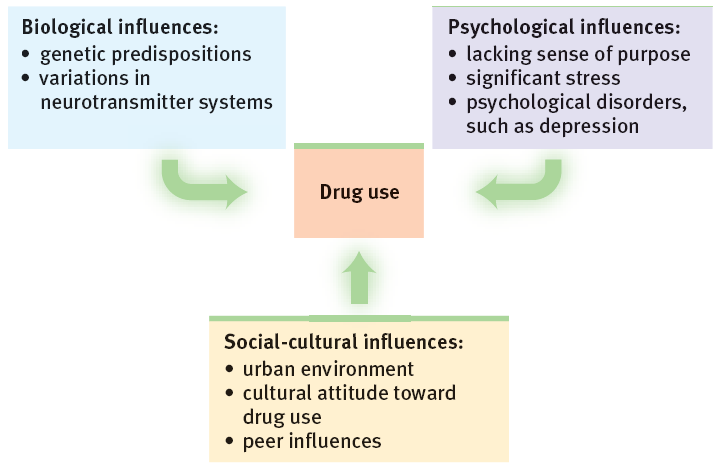 Biological influences:
• genetic predispositions
• variations in
neurotransmitter systems
Psychological influences:
• lacking sense of purpose
• significant stress
• psychological disorders,
such as depression
Drug use
Social-cultural influences:
• urban environment
• cultural attitude toward
drug use
• peer influences